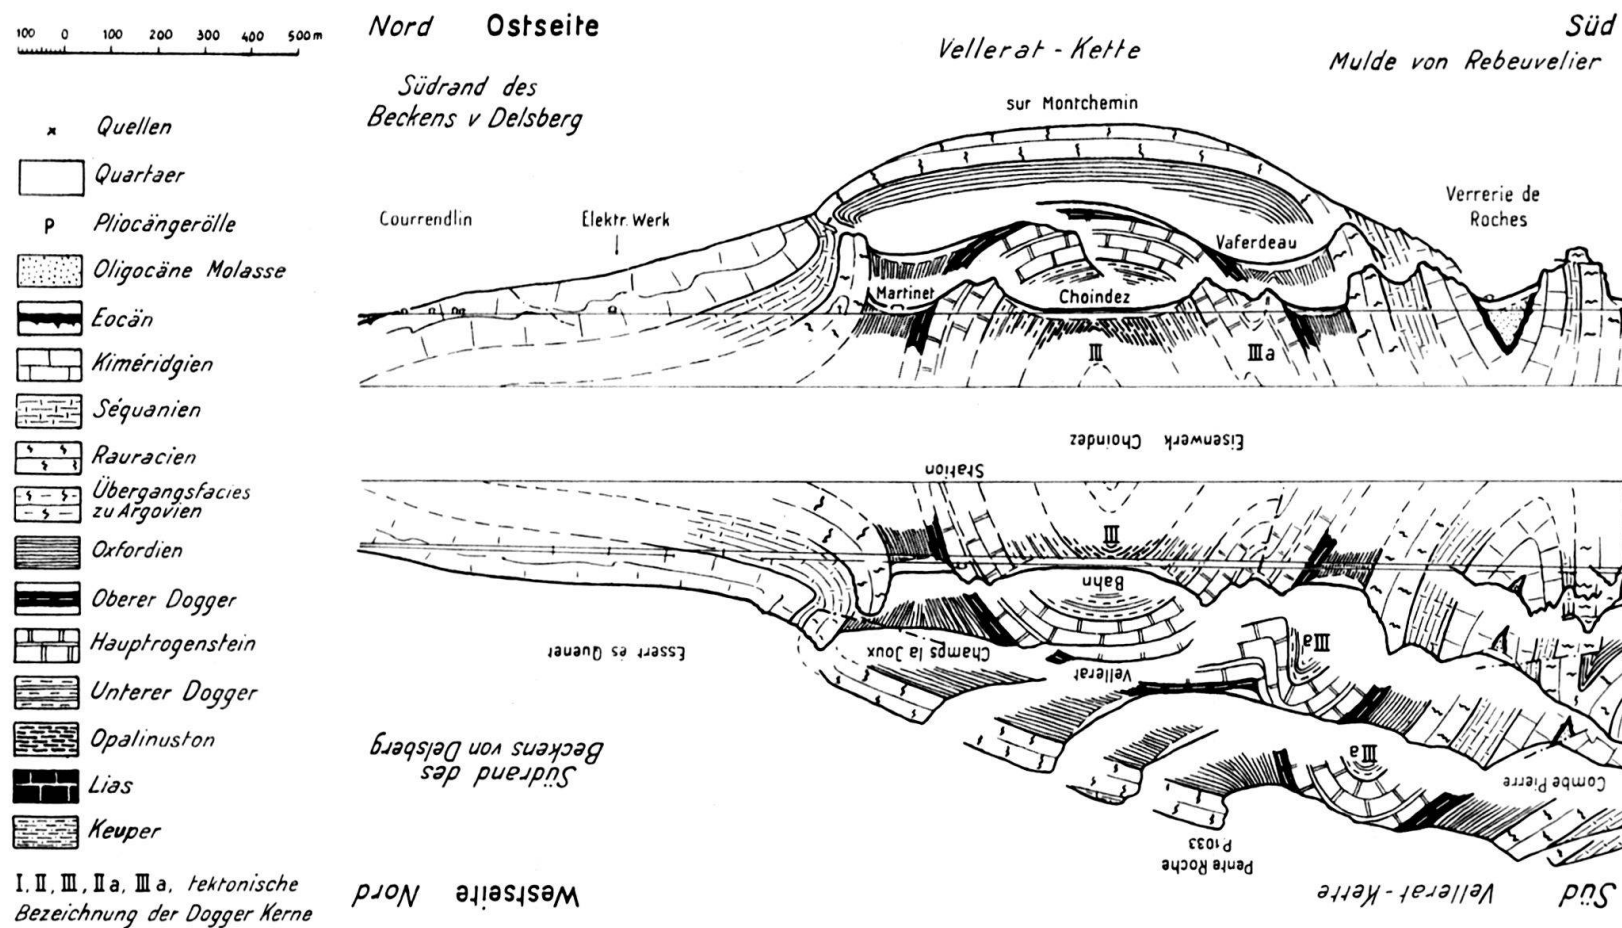 100 0 100 200 300 400 500 m
x Quellen
Quartaer
P Pliocängerölle
Oligocäne Molasse
Eocän
Kiméridgien
Séquanien
Rauracien
Übergangsfacies
zu Argovien
Oxfordien
Oberer Dogger
Hauptrogenstein
Unterer Dogger
Opalinuston
Lias
Keuper
I, II, III, IIa, IIIa, tektonische
Bezeichnung der Dogger Kerne
Nord Ostseite Süd
Vellerat-Kette
Mulde von Rebeuvelier
Südrand des
Beckens v Delsberg
sur Montchemin
Verrerie de
Roches
Courrendlin
Elektr. Werk
Vaferdeau
Martinet
Choindez
III
IIIa
Eisenwerk Choindez
Station
III
Bahn
Essert ès Quenet
Champs la Joux
Vellerat
IIIa
IIIa
Combe Pierre
Südrand des
Beckens von Delsberg
Pente Roche
P. 1033
Vellerat-Kette
Süd
Westseite Nord